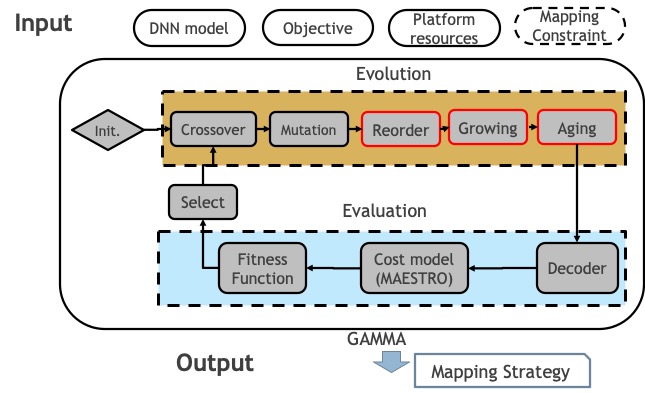 Input
DNN model
Objective
Platform
resources
Mapping
Constraint
Evolution
Init.
Crossover
Mutation
Reorder
Growing
Aging
Select
Evaluation
Fitness
Function
Cost model
(MAESTRO)
Decoder
GAMMA
Output
Mapping Strategy